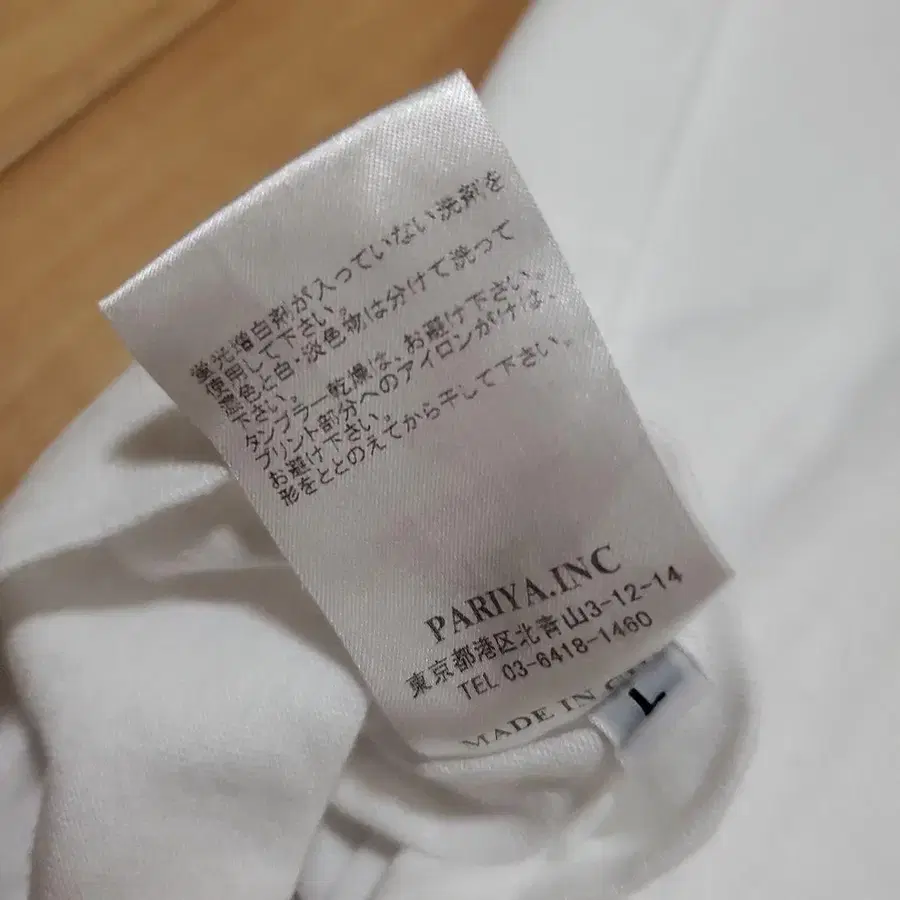 蛍光増白剤が入っていない洗剤を
使用して下さい。
濃色と白・淡色物は分けて洗って
下さい。
タンブラー乾燥は、お避け下さい。
プリント部分へのアイロンがけは、
お避け下さい。
形をととのえてから干して下さい。
PARIYA.INC
東京都港区北青山3-12-14
TEL 03-6418-1460
MADE IN
L